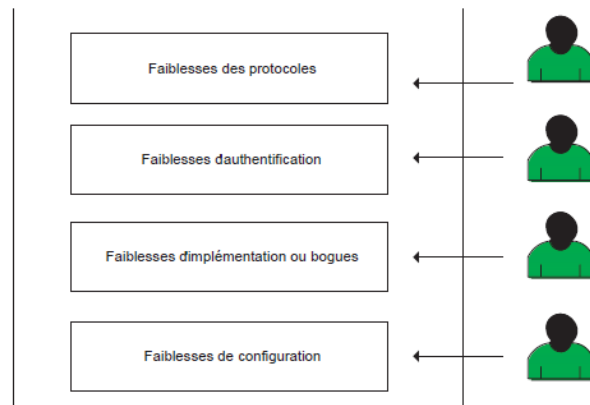 Faiblesses des protocoles
Faiblesses d'authentification
Faiblesses d'implémentation ou bogues
Faiblesses de configuration